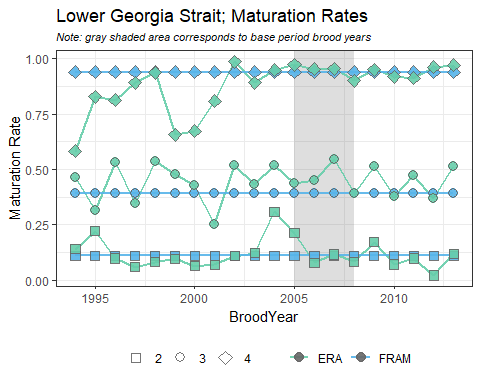 Lower Georgia Strait; Maturation Rates
Note: gray shaded area corresponds to base period brood years
1.00
0.75
0.50
0.25
0.00
Maturation Rate
1995 2000 2005 2010
BroodYear
2 3 4 ERA FRAM